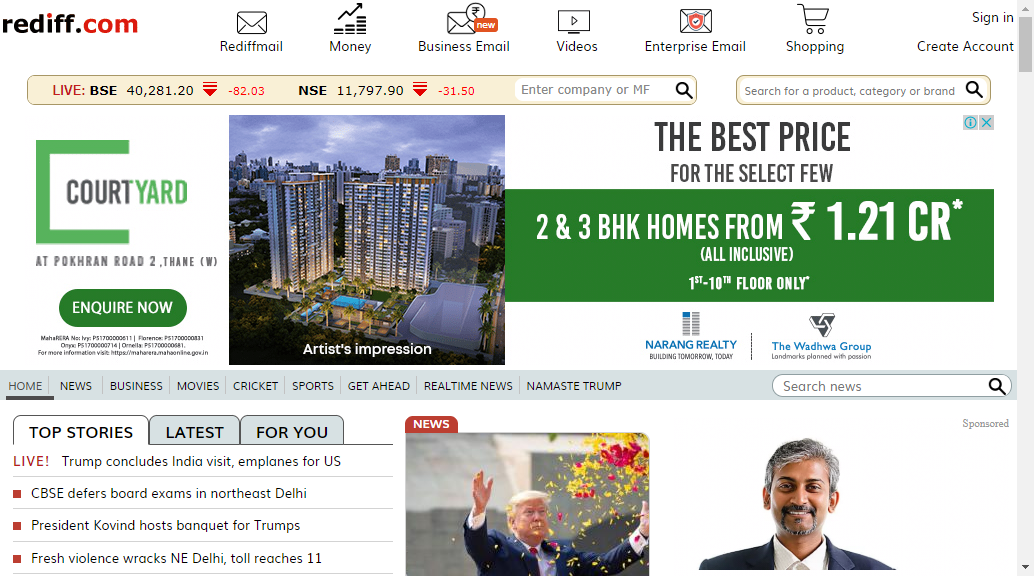 rediff.com
Rediffmail
Money
new
Business Email
Videos
Enterprise Email
Shopping
Sign in
Create Account
LIVE: BSE 40,281.20 -82.03 NSE 11,797.90 -31.50
Enter company or MF
Search for a product, category or brand
COURTYARD
AT POKHRAN ROAD 2, THANE (W)
ENQUIRE NOW
MahaRERA No: Ivy: P51700000611 | Florence: P51700000831
Onyx: P51700000714 | Ornella: P51700000681.
For more information visit: https://maharera.mahaonline.gov.in
Artist's impression
THE BEST PRICE
FOR THE SELECT FEW
2 & 3 BHK HOMES FROM ₹ 1.21 CR*
(ALL INCLUSIVE)
1ST-10TH FLOOR ONLY*
NARANG REALTY
BUILDING TOMORROW, TODAY
The Wadhwa Group
Landmarks planned with passion
HOME NEWS BUSINESS MOVIES CRICKET SPORTS GET AHEAD REALTIME NEWS NAMASTE TRUMP
Search news
TOP STORIES LATEST FOR YOU
LIVE! Trump concludes India visit, emplanes for US
CBSE defers board exams in northeast Delhi
President Kovind hosts banquet for Trumps
Fresh violence wracks NE Delhi, toll reaches 11
NEWS
Sponsored